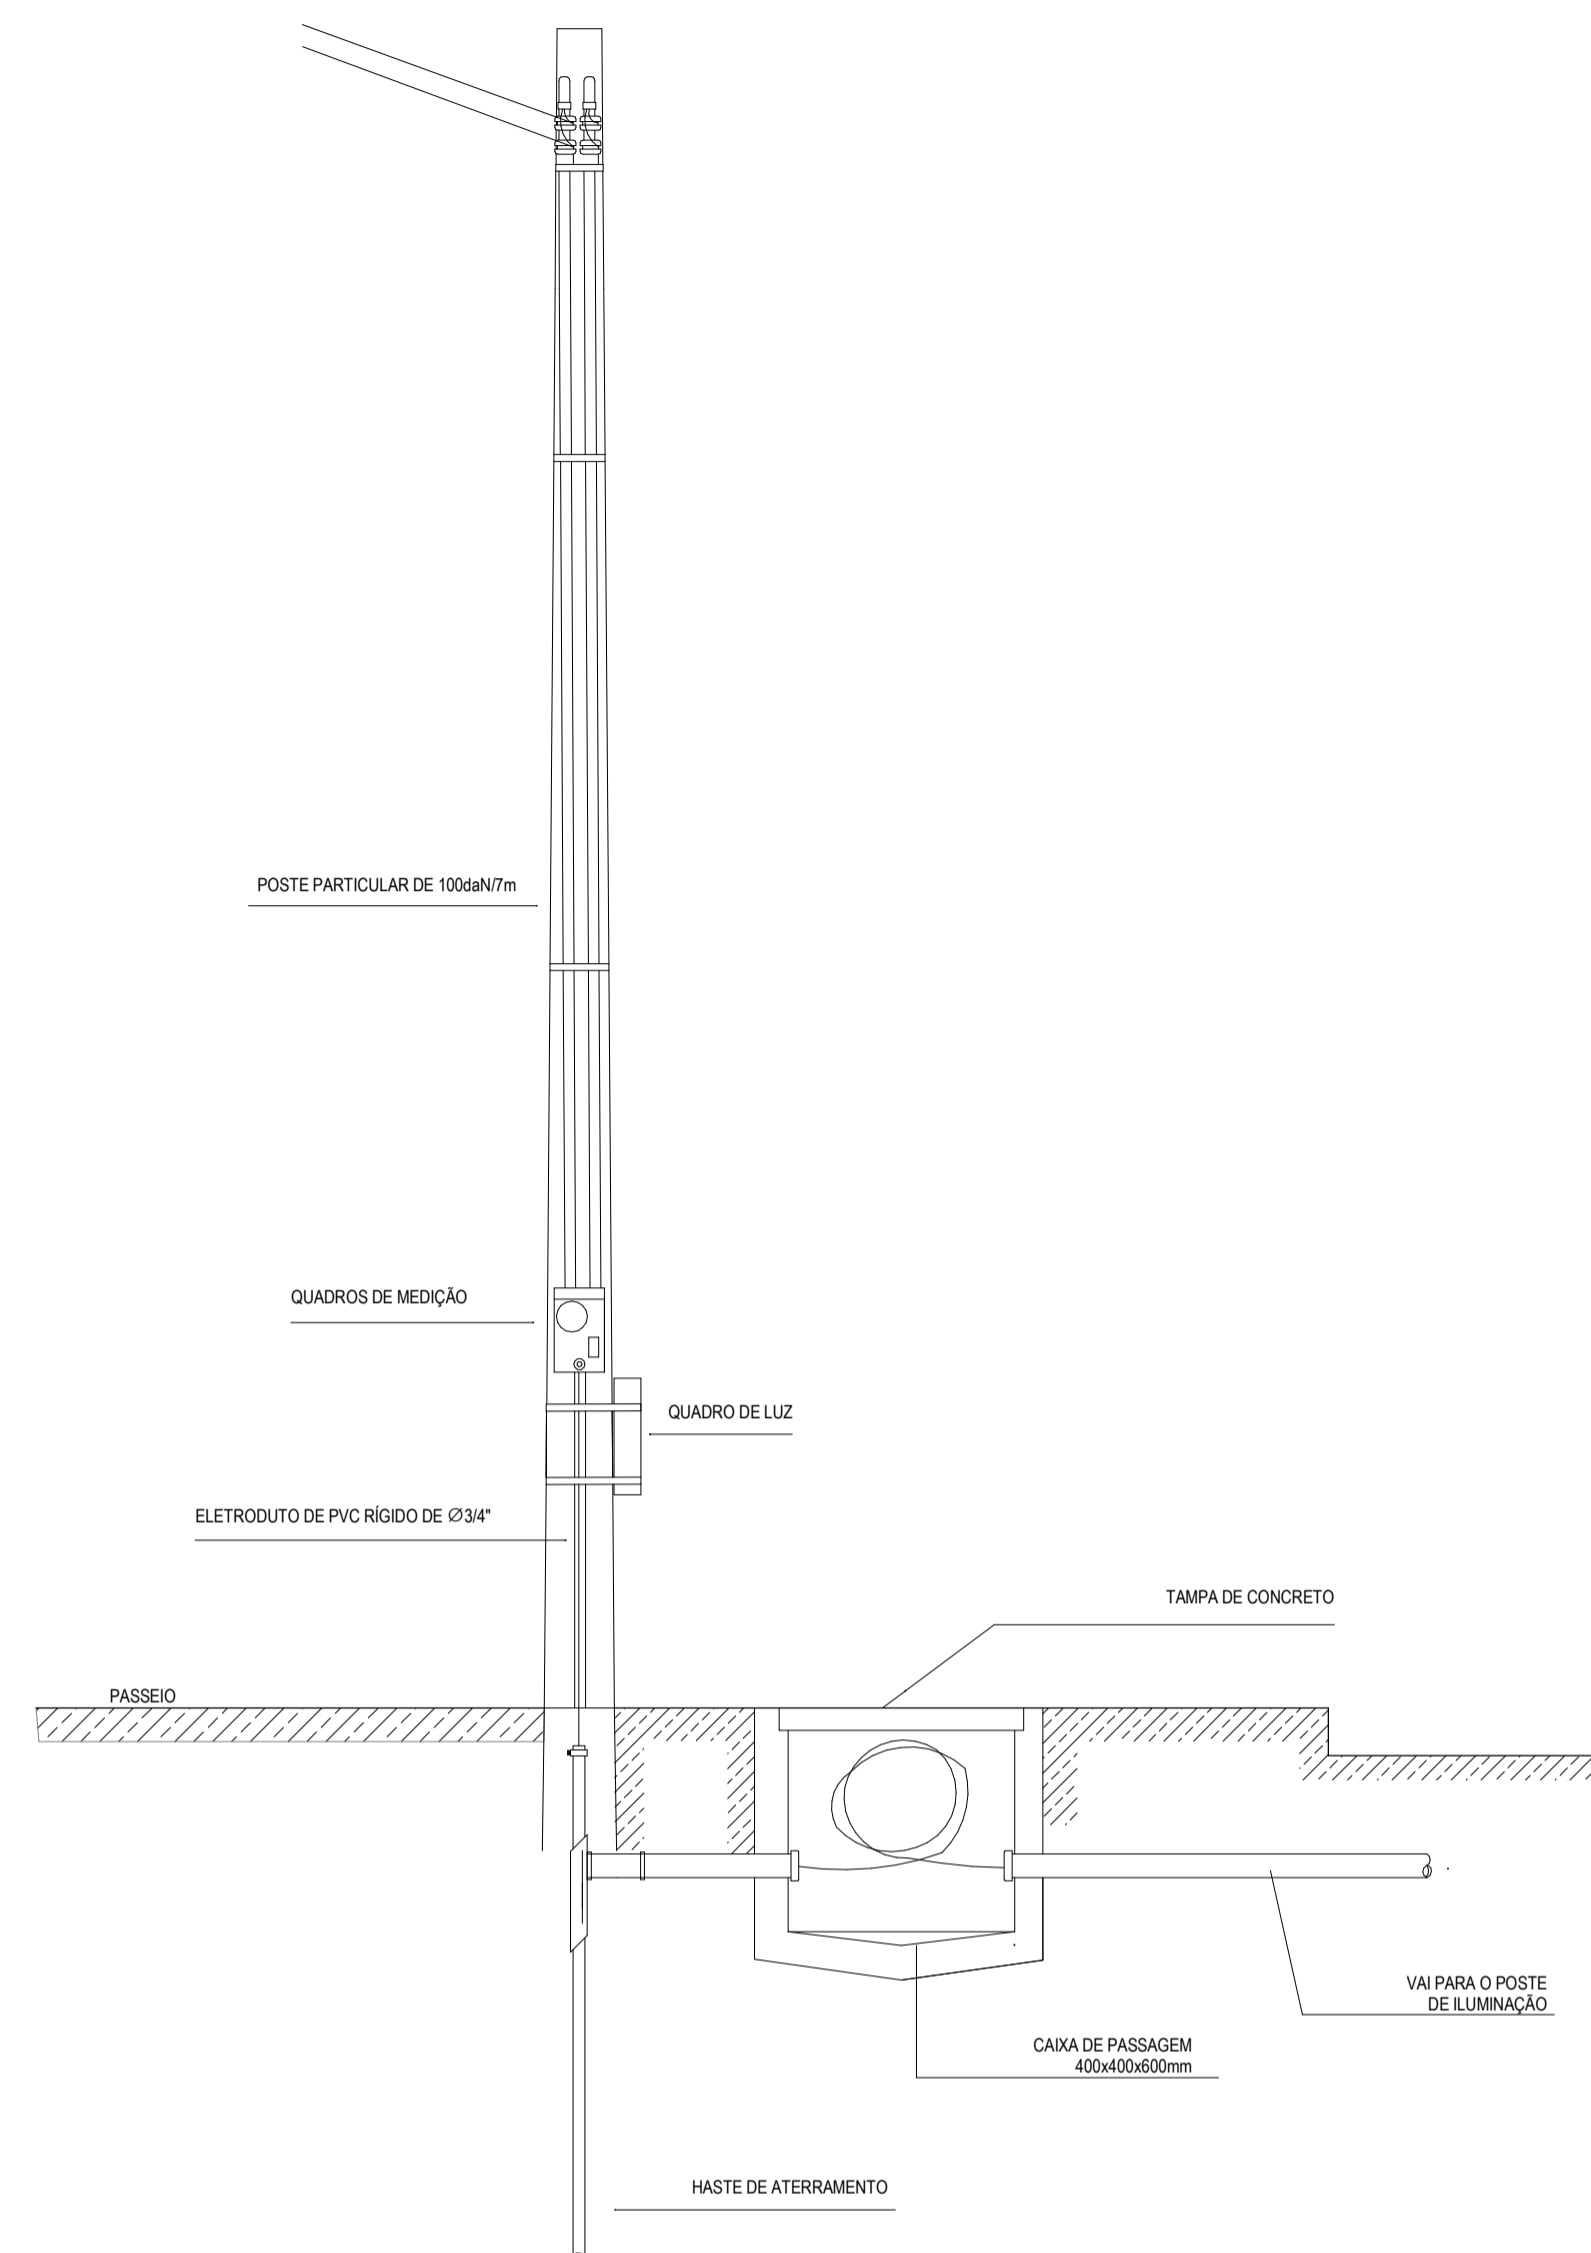 POSTE PARTICULAR DE 100daN/7m
QUADROS DE MEDIÇÃO
QUADRO DE LUZ
ELETRODUTO DE PVC RÍGIDO DE ∅3/4"
TAMPA DE CONCRETO
PASSEIO
VAI PARA O POSTE
DE ILUMINAÇÃO
CAIXA DE PASSAGEM
400x400x600mm
HASTE DE ATERRAMENTO